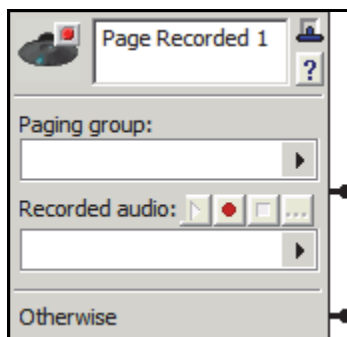 Page Recorded 1
?
Paging group:
Recorded audio:
...
Otherwise